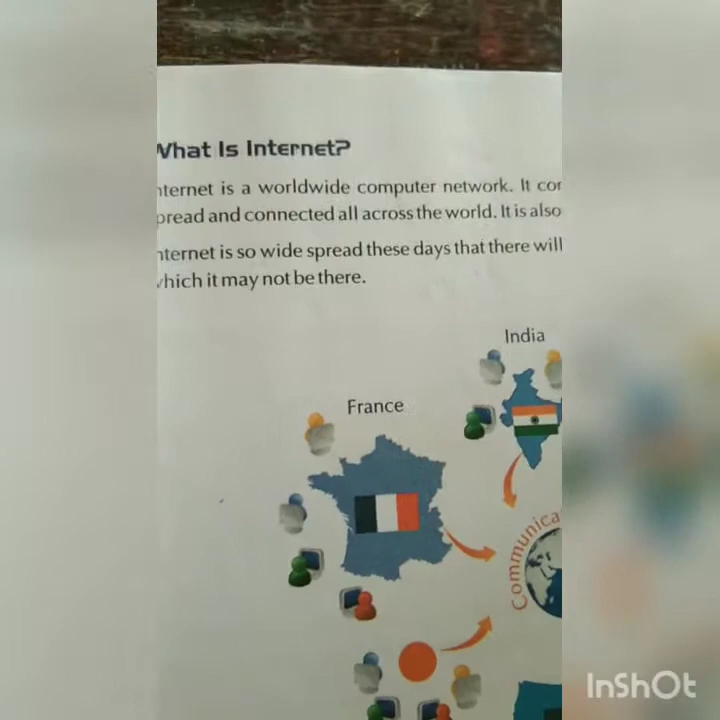 What Is Internet?
nternet is a worldwide computer network. It
pread and connected all across the world. It is also
nternet is so wide spread these days that there will
which it may not be there.
India
France
InShOt